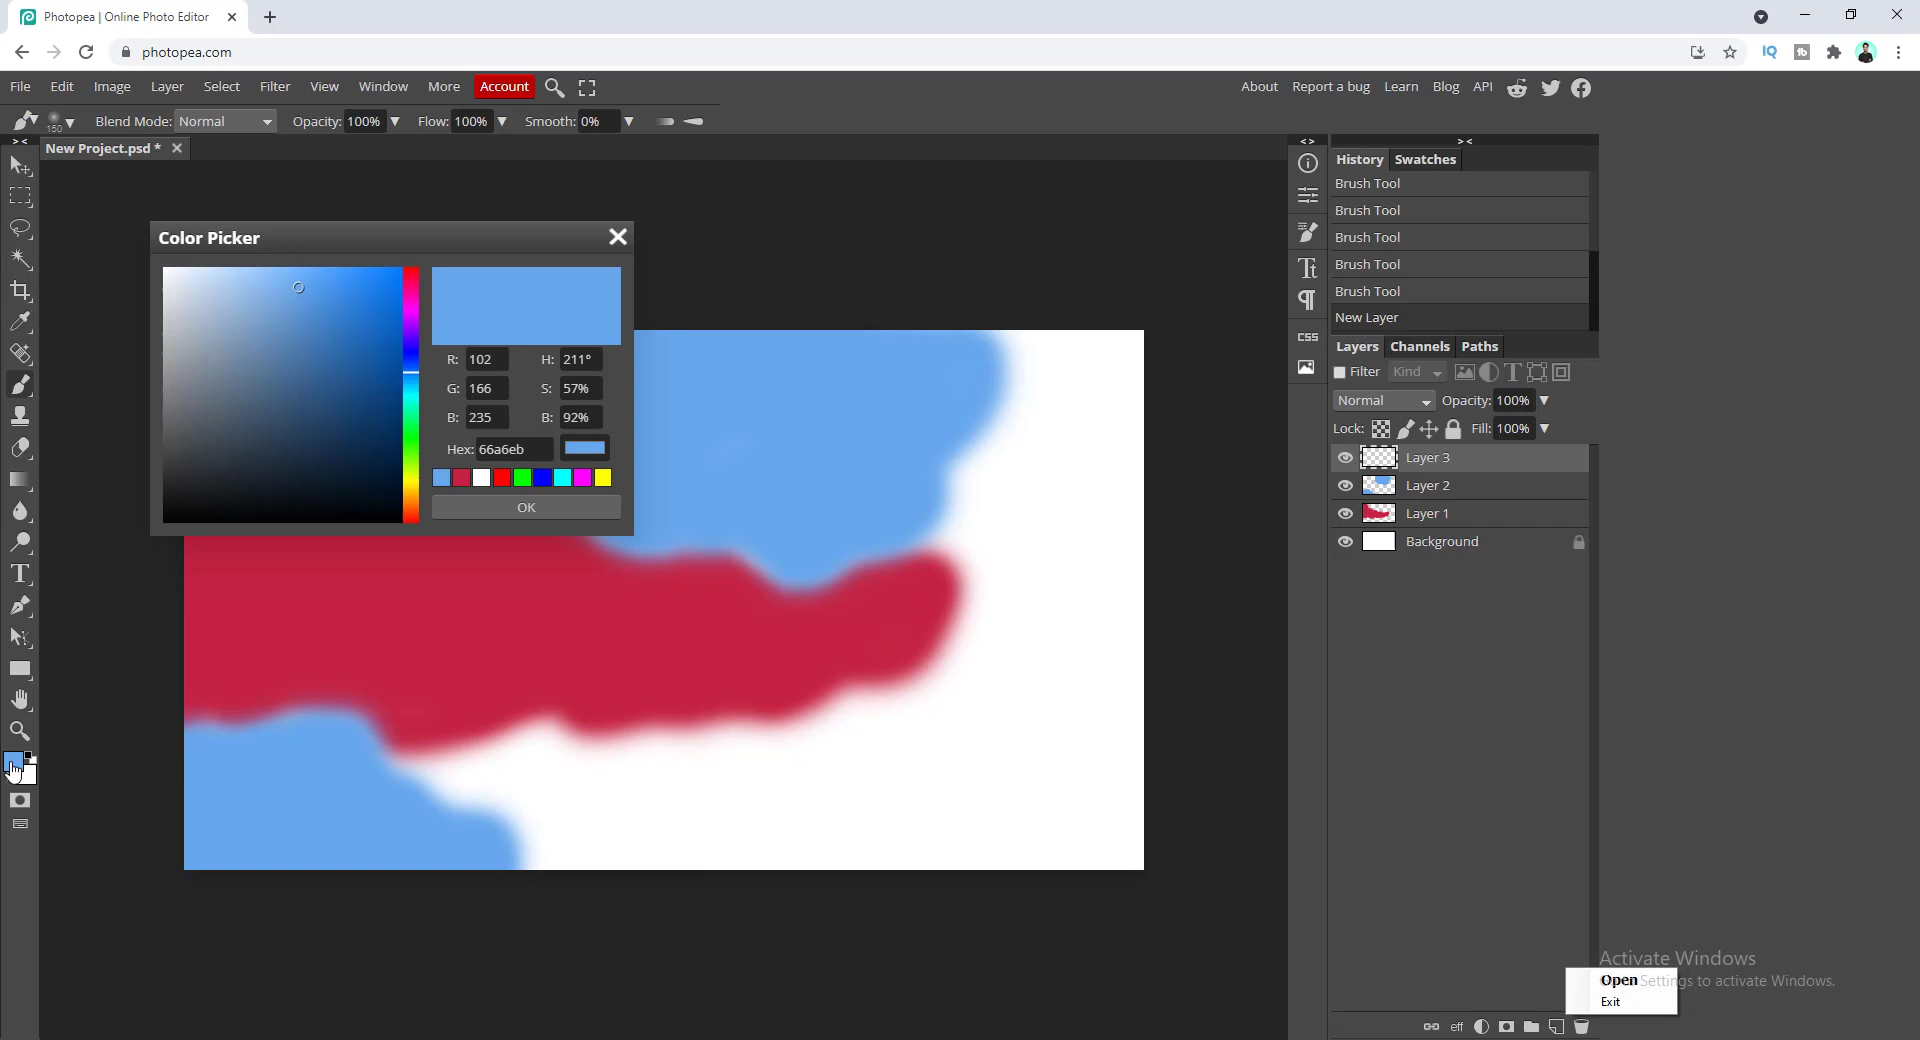 Photopea | Online Photo Editor
photopea.com
File Edit Image Layer Select Filter View Window More Account
About Report a bug Learn Blog API
150 Blend Mode: Normal Opacity: 100% Flow: 100% Smooth: 0%
New Project.psd *
Color Picker
R: 102 H: 211°
G: 166 S: 57%
B: 235 B: 92%
Hex: 66a6eb
OK
History Swatches
Brush Tool
Brush Tool
Brush Tool
Brush Tool
Brush Tool
New Layer
CSS
Layers Channels Paths
Filter Kind
Normal Opacity: 100%
Lock: Fill: 100%
Layer 3
Layer 2
Layer 1
Background
Activate Windows
Settings to activate Windows.
Open
Exit
eff